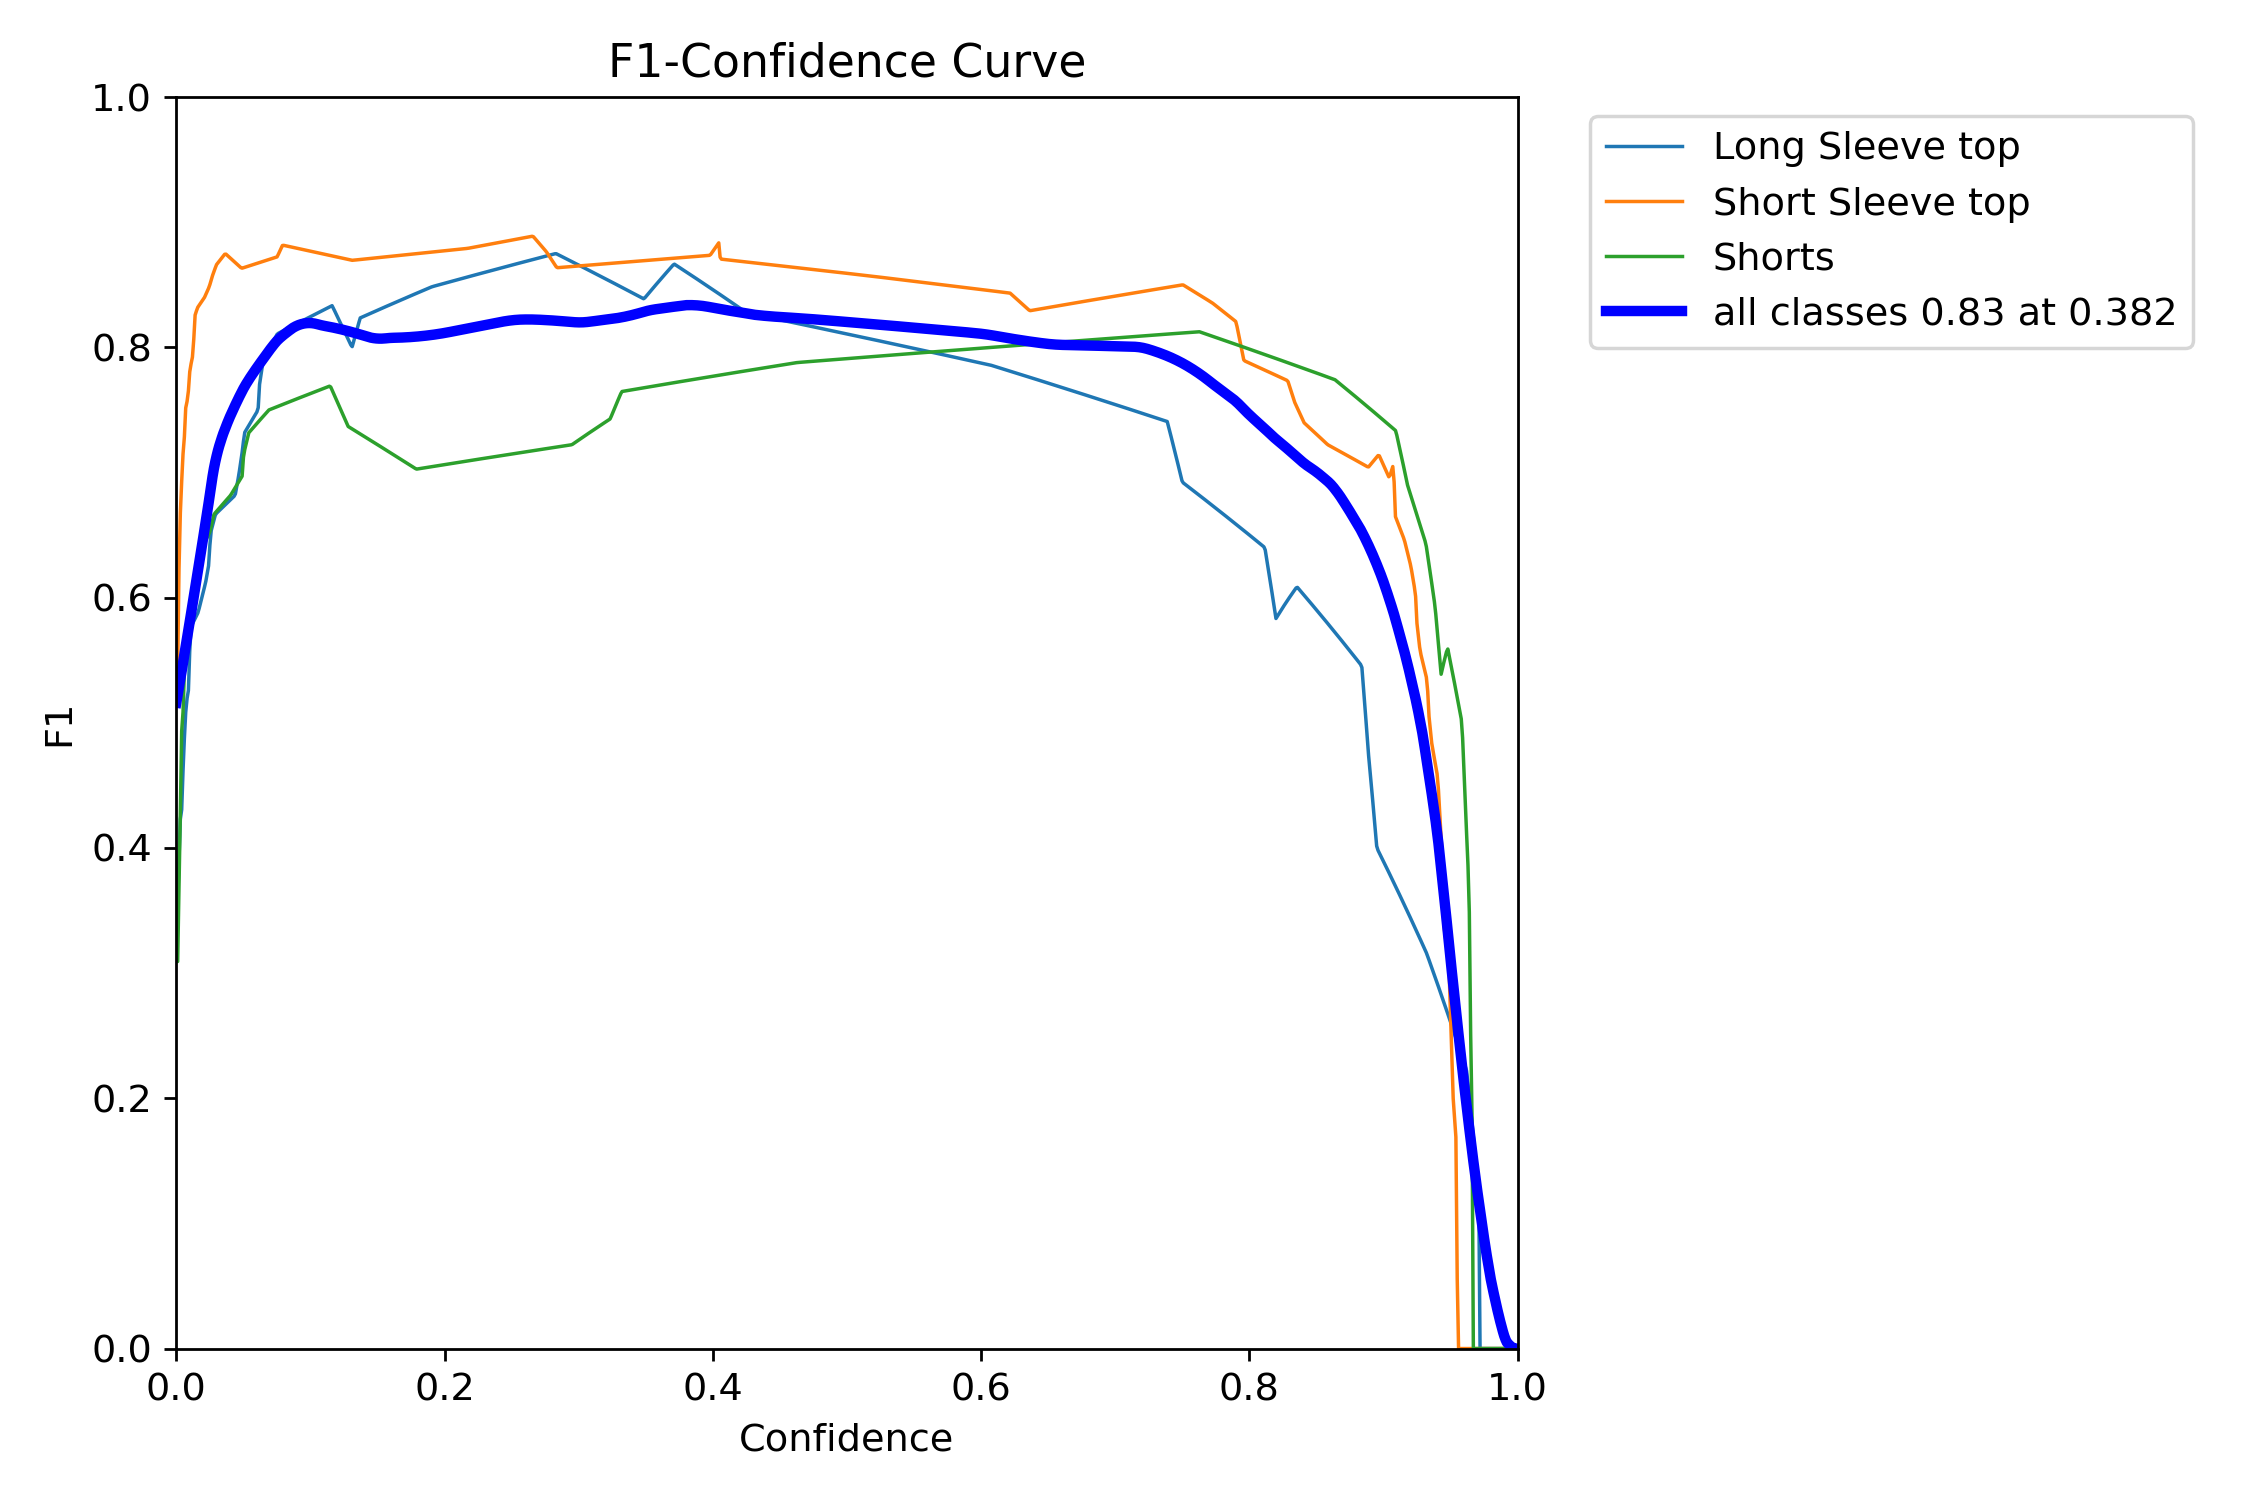 F1-Confidence Curve
1.0
0.8
0.6
0.4
0.2
0.0
F1
0.0 0.2 0.4 0.6 0.8 1.0
Confidence
Long Sleeve top
Short Sleeve top
Shorts
all classes 0.83 at 0.382